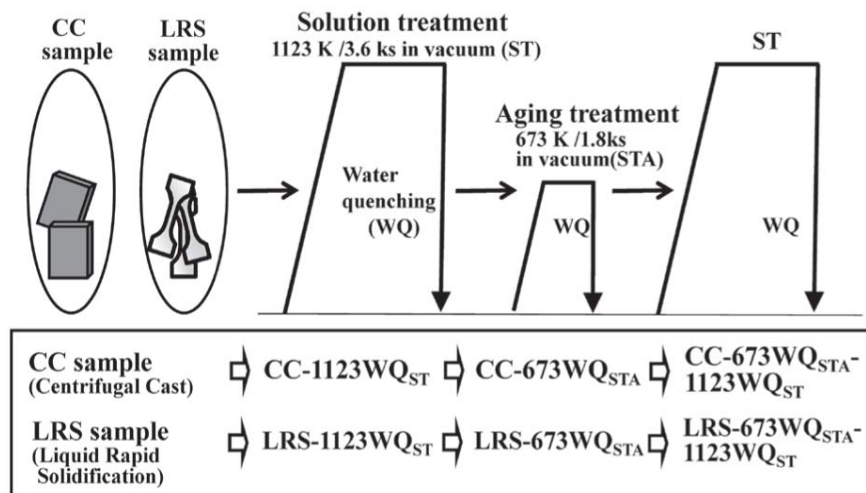 CC
sample
LRS
sample
Solution treatment
1123 K /3.6 ks in vacuum (ST)
Water
quenching
(WQ)
Aging treatment
673 K /1.8ks
in vacuum(STA)
WQ
ST
WQ
CC sample
(Centrifugal Cast)
CC-1123WQST
CC-673WQSTA
CC-673WQSTA-
1123WQST
LRS sample
(Liquid Rapid
Solidification)
LRS-1123WQST
LRS-673WQSTA
LRS-673WQSTA-
1123WQST